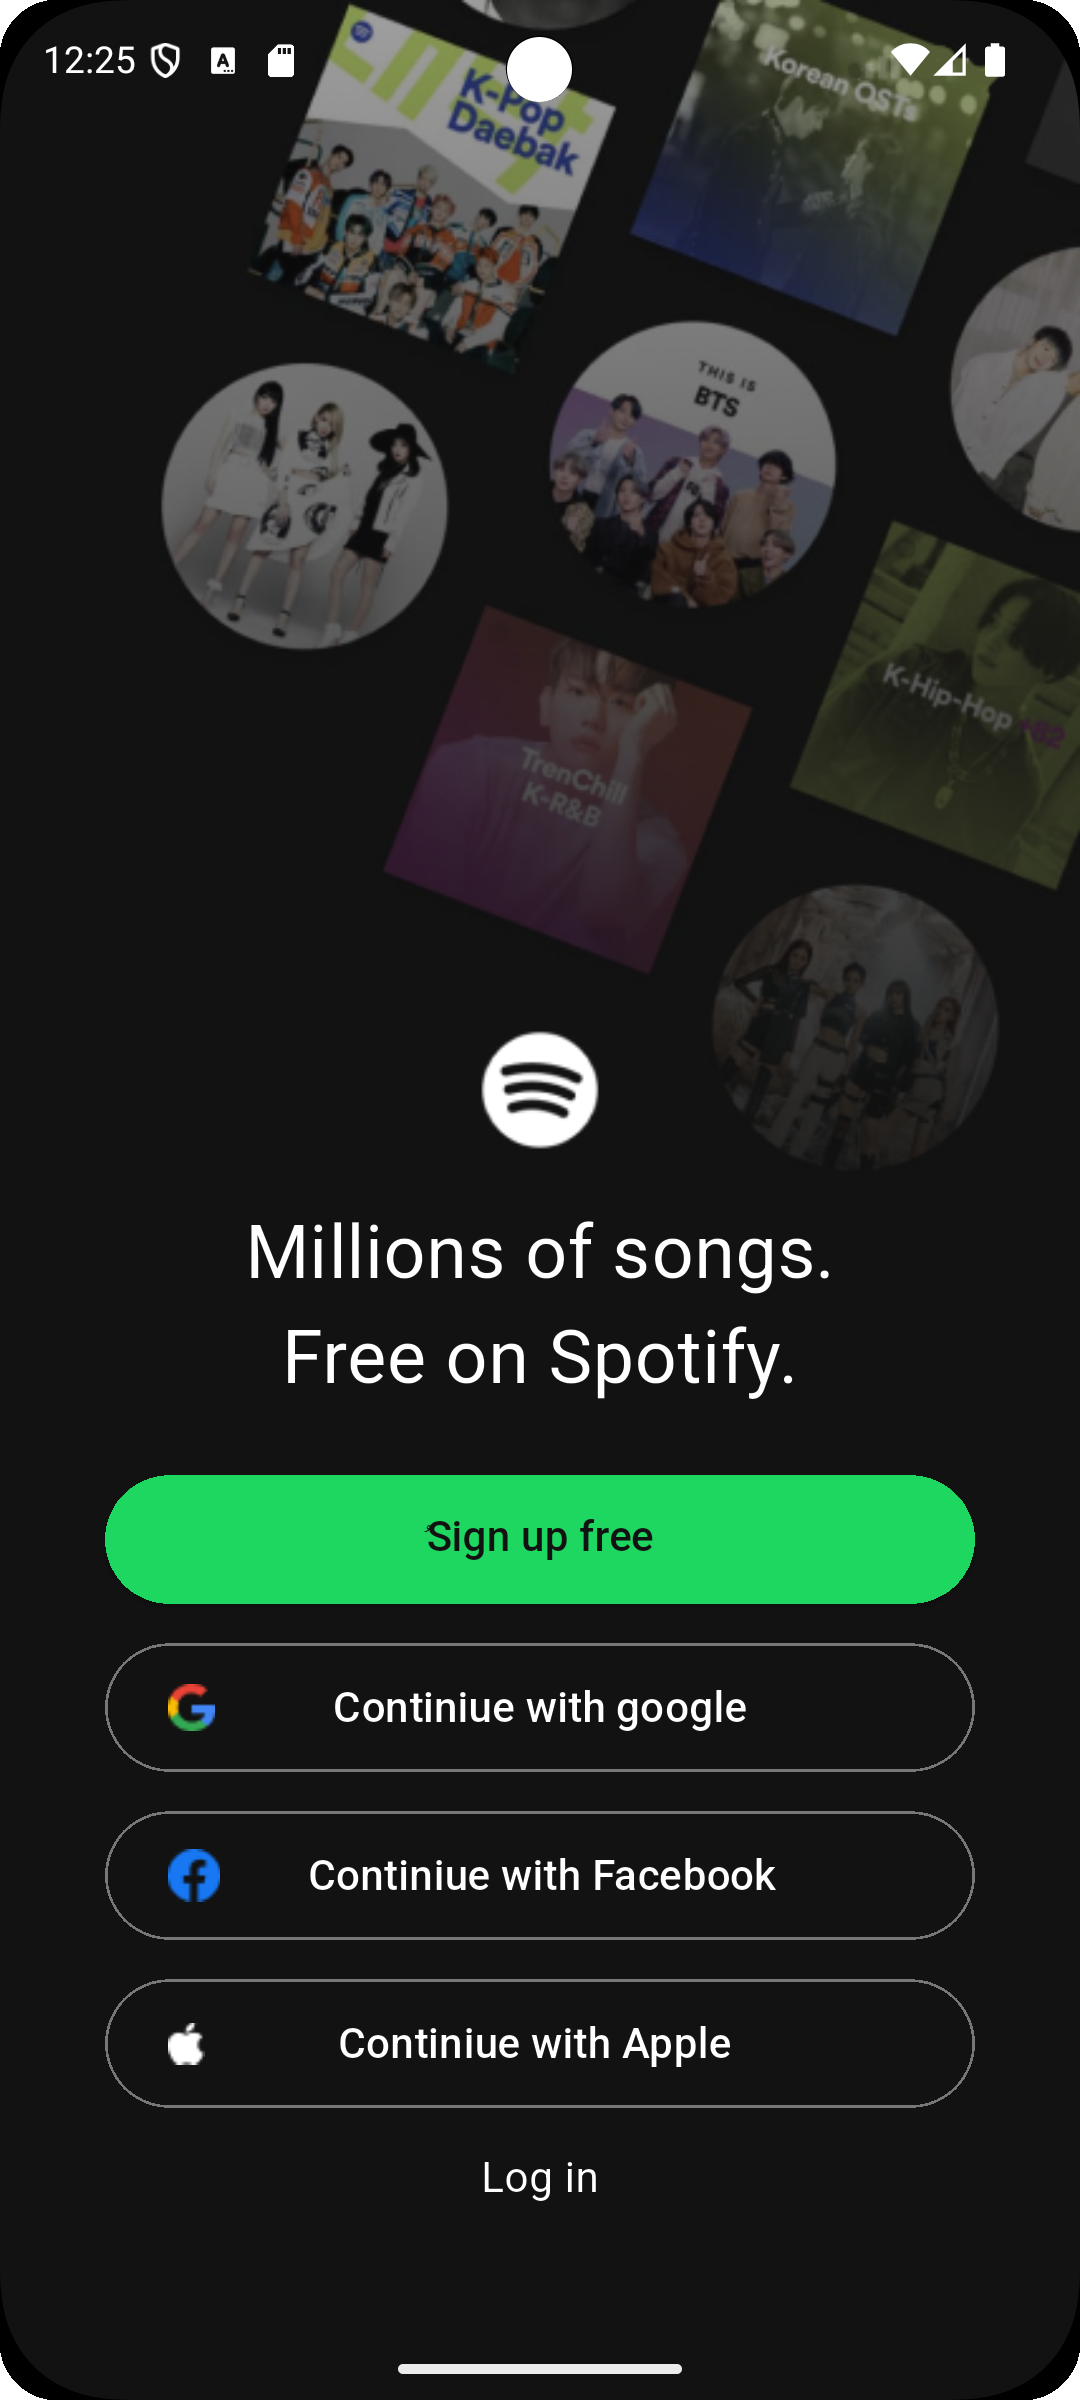 12:25
K-Pop
Daebak
Korean OSTs
THIS IS
BTS
K-Hip-Hop +82
TrenChill
K-R&B
Millions of songs.
Free on Spotify.
Sign up free
Continiue with google
Continiue with Facebook
Continiue with Apple
Log in